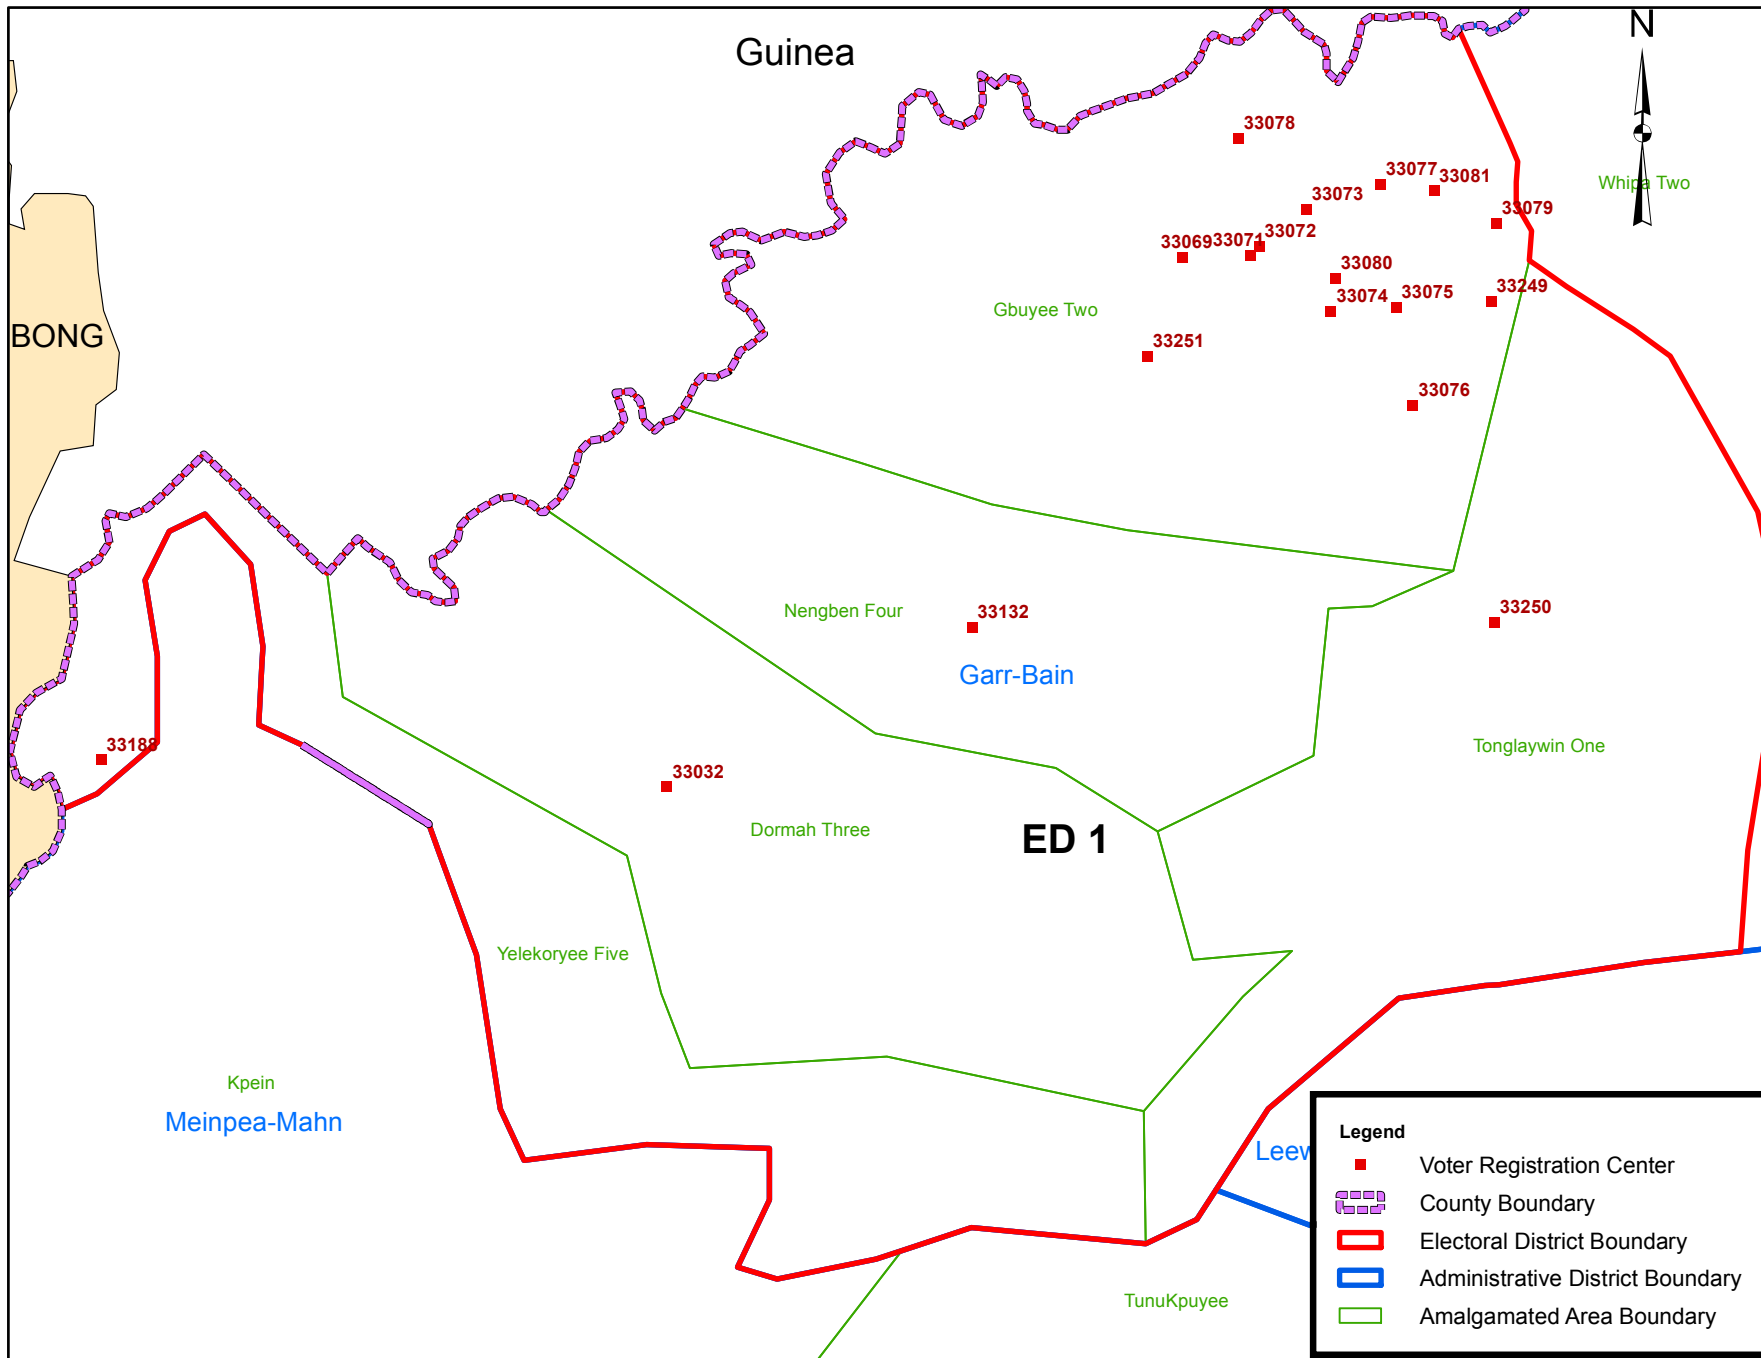 Guinea
N
33078
33077
33081
Whipa Two
33073
33079
33072
33069
33071
33080
33249
33074
33075
Gbuyee Two
BONG
33251
33076
Nengben Four
33132
33250
Garr-Bain
33188
Tonglaywin One
33032
Dormah Three
ED 1
Yelekoryee Five
Kpein
Meinpea-Mahn
Leew
TunuKpuyee
Legend
Voter Registration Center
County Boundary
Electoral District Boundary
Administrative District Boundary
Amalgamated Area Boundary